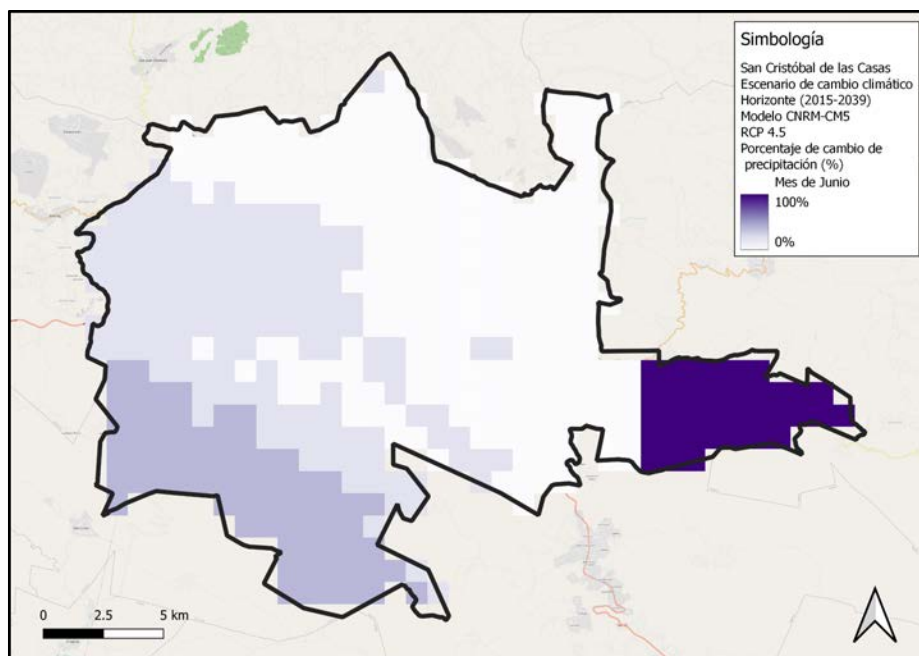 Simbología
San Cristóbal de las Casas
Escenario de cambio climático
Horizonte (2015-2039)
Modelo CNRM-CM5
RCP 4.5
Porcentaje de cambio de
precipitación (%)
Mes de Junio
100%
0%
0 2.5 5 km